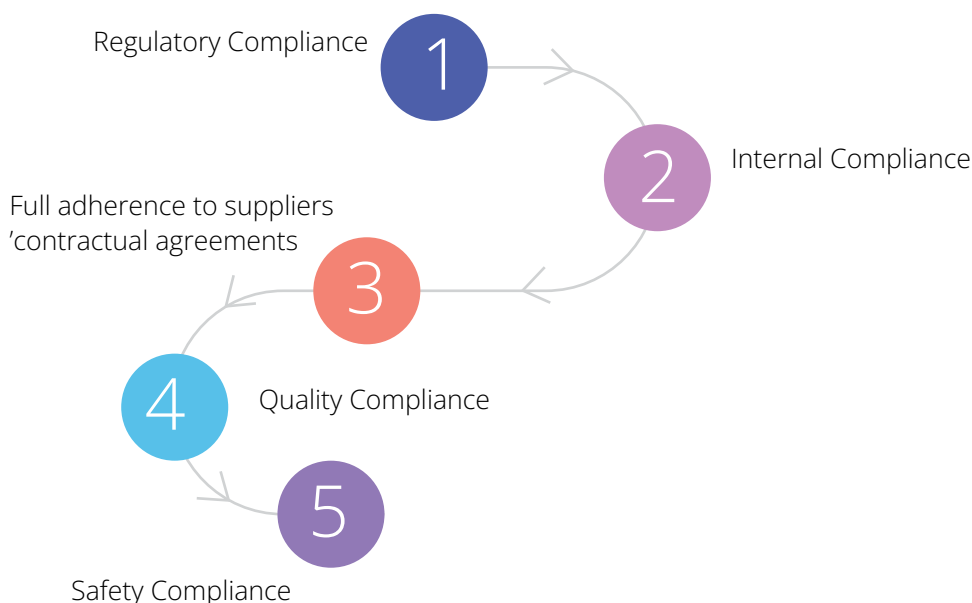 Regulatory Compliance
1
2
Internal Compliance
Full adherence to suppliers
’contractual agreements
3
4
Quality Compliance
5
Safety Compliance